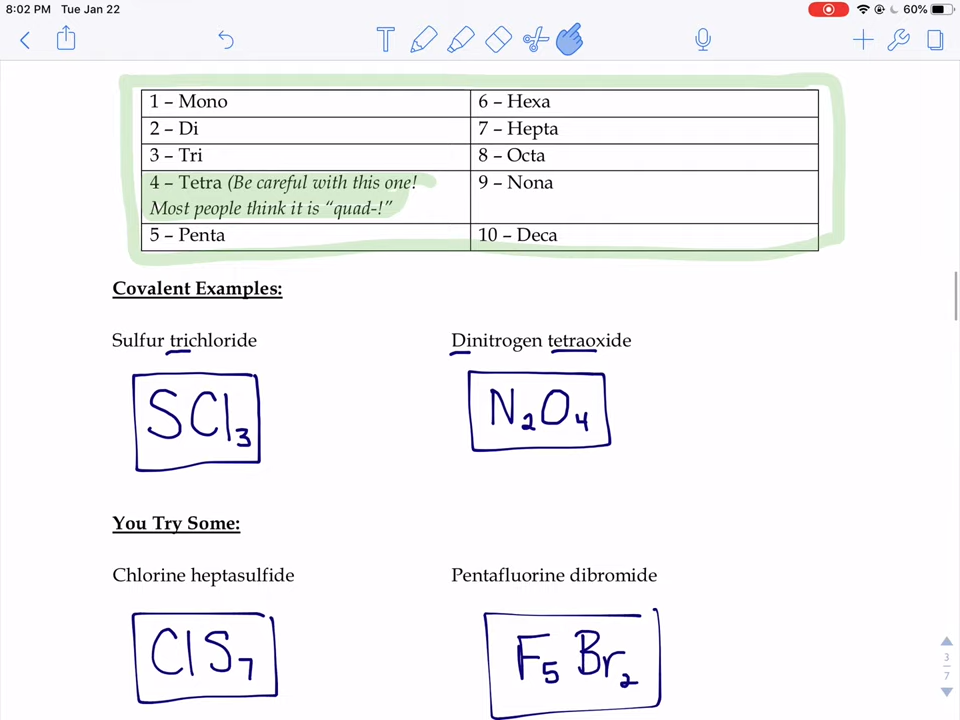 8:02 PM Tue Jan 22 60%
T
1 – Mono 6 – Hexa
2 – Di 7 – Hepta
3 – Tri 8 – Octa
4 – Tetra (Be careful with this one! 9 – Nona
Most people think it is “quad-!”
5 – Penta 10 – Deca
Covalent Examples:
Sulfur trichloride Dinitrogen tetraoxide
SCl₃ N₂O₄
You Try Some:
Chlorine heptasulfide Pentafluorine dibromide
ClS₇ F₅Br₂
3
7